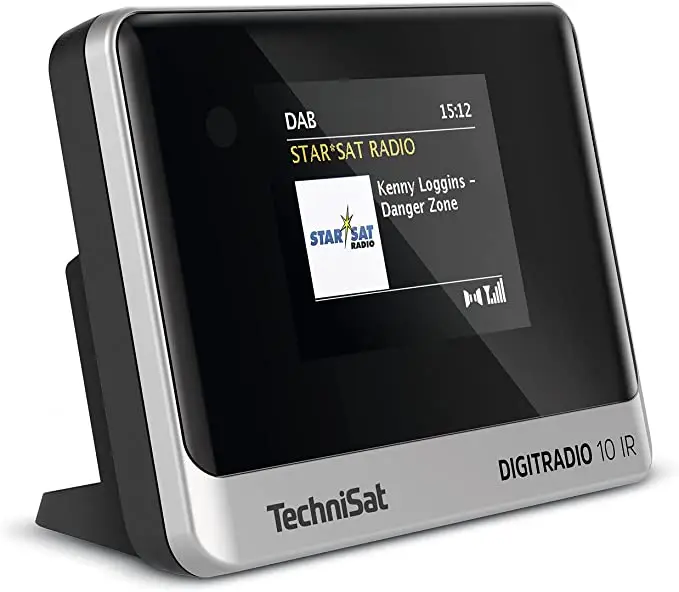 DAB 15:12
STAR*SAT RADIO
Kenny Loggins –
Danger Zone
STAR SAT
RADIO
DIGITRADIO 10 IR
TechniSat